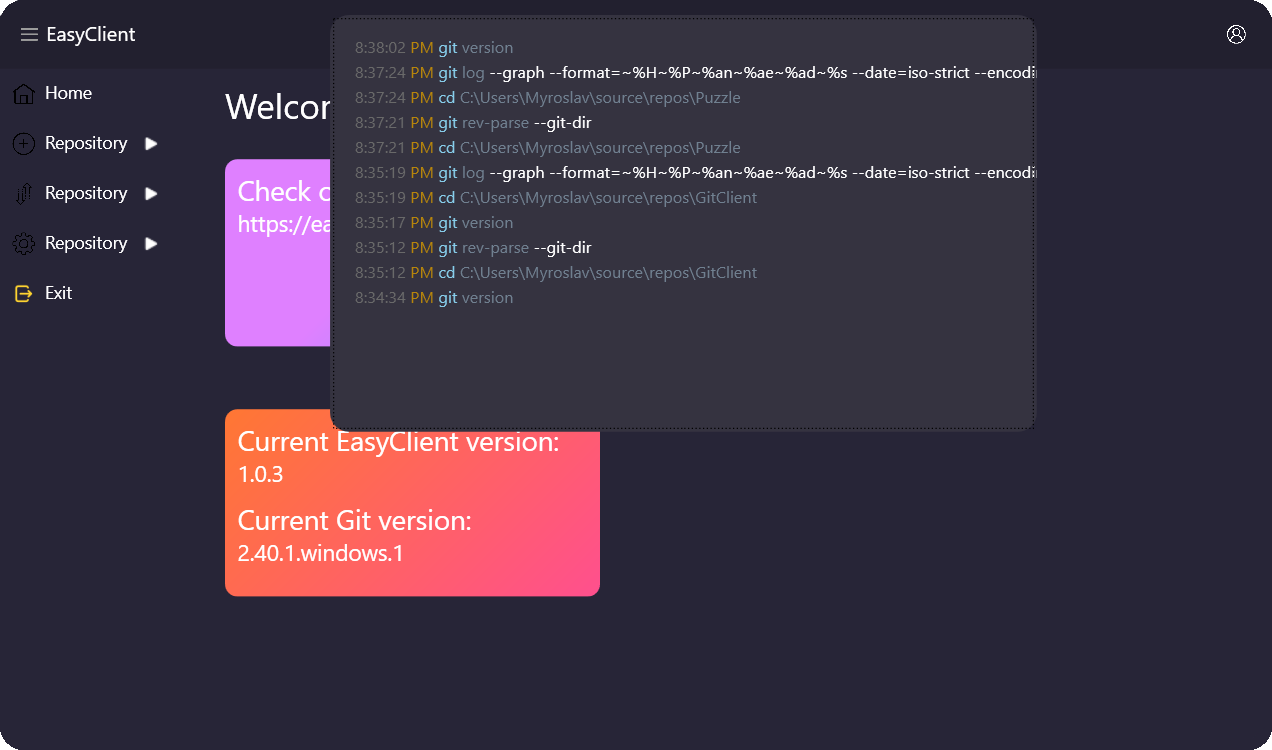 EasyClient
Home
Repository
Repository
Repository
Exit
8:38:02 PM git version
8:37:24 PM git log --graph --format=~%H~%P~%an~%ae~%ad~%s --date=iso-strict --encodi
8:37:24 PM cd C:\Users\Myroslav\source\repos\Puzzle
8:37:21 PM git rev-parse --git-dir
8:37:21 PM cd C:\Users\Myroslav\source\repos\Puzzle
8:35:19 PM git log --graph --format=~%H~%P~%an~%ae~%ad~%s --date=iso-strict --encodi
8:35:19 PM cd C:\Users\Myroslav\source\repos\GitClient
8:35:17 PM git version
8:35:12 PM git rev-parse --git-dir
8:35:12 PM cd C:\Users\Myroslav\source\repos\GitClient
8:34:34 PM git version
Welcon
Check
https://ea
Current EasyClient version:
1.0.3
Current Git version:
2.40.1.windows.1